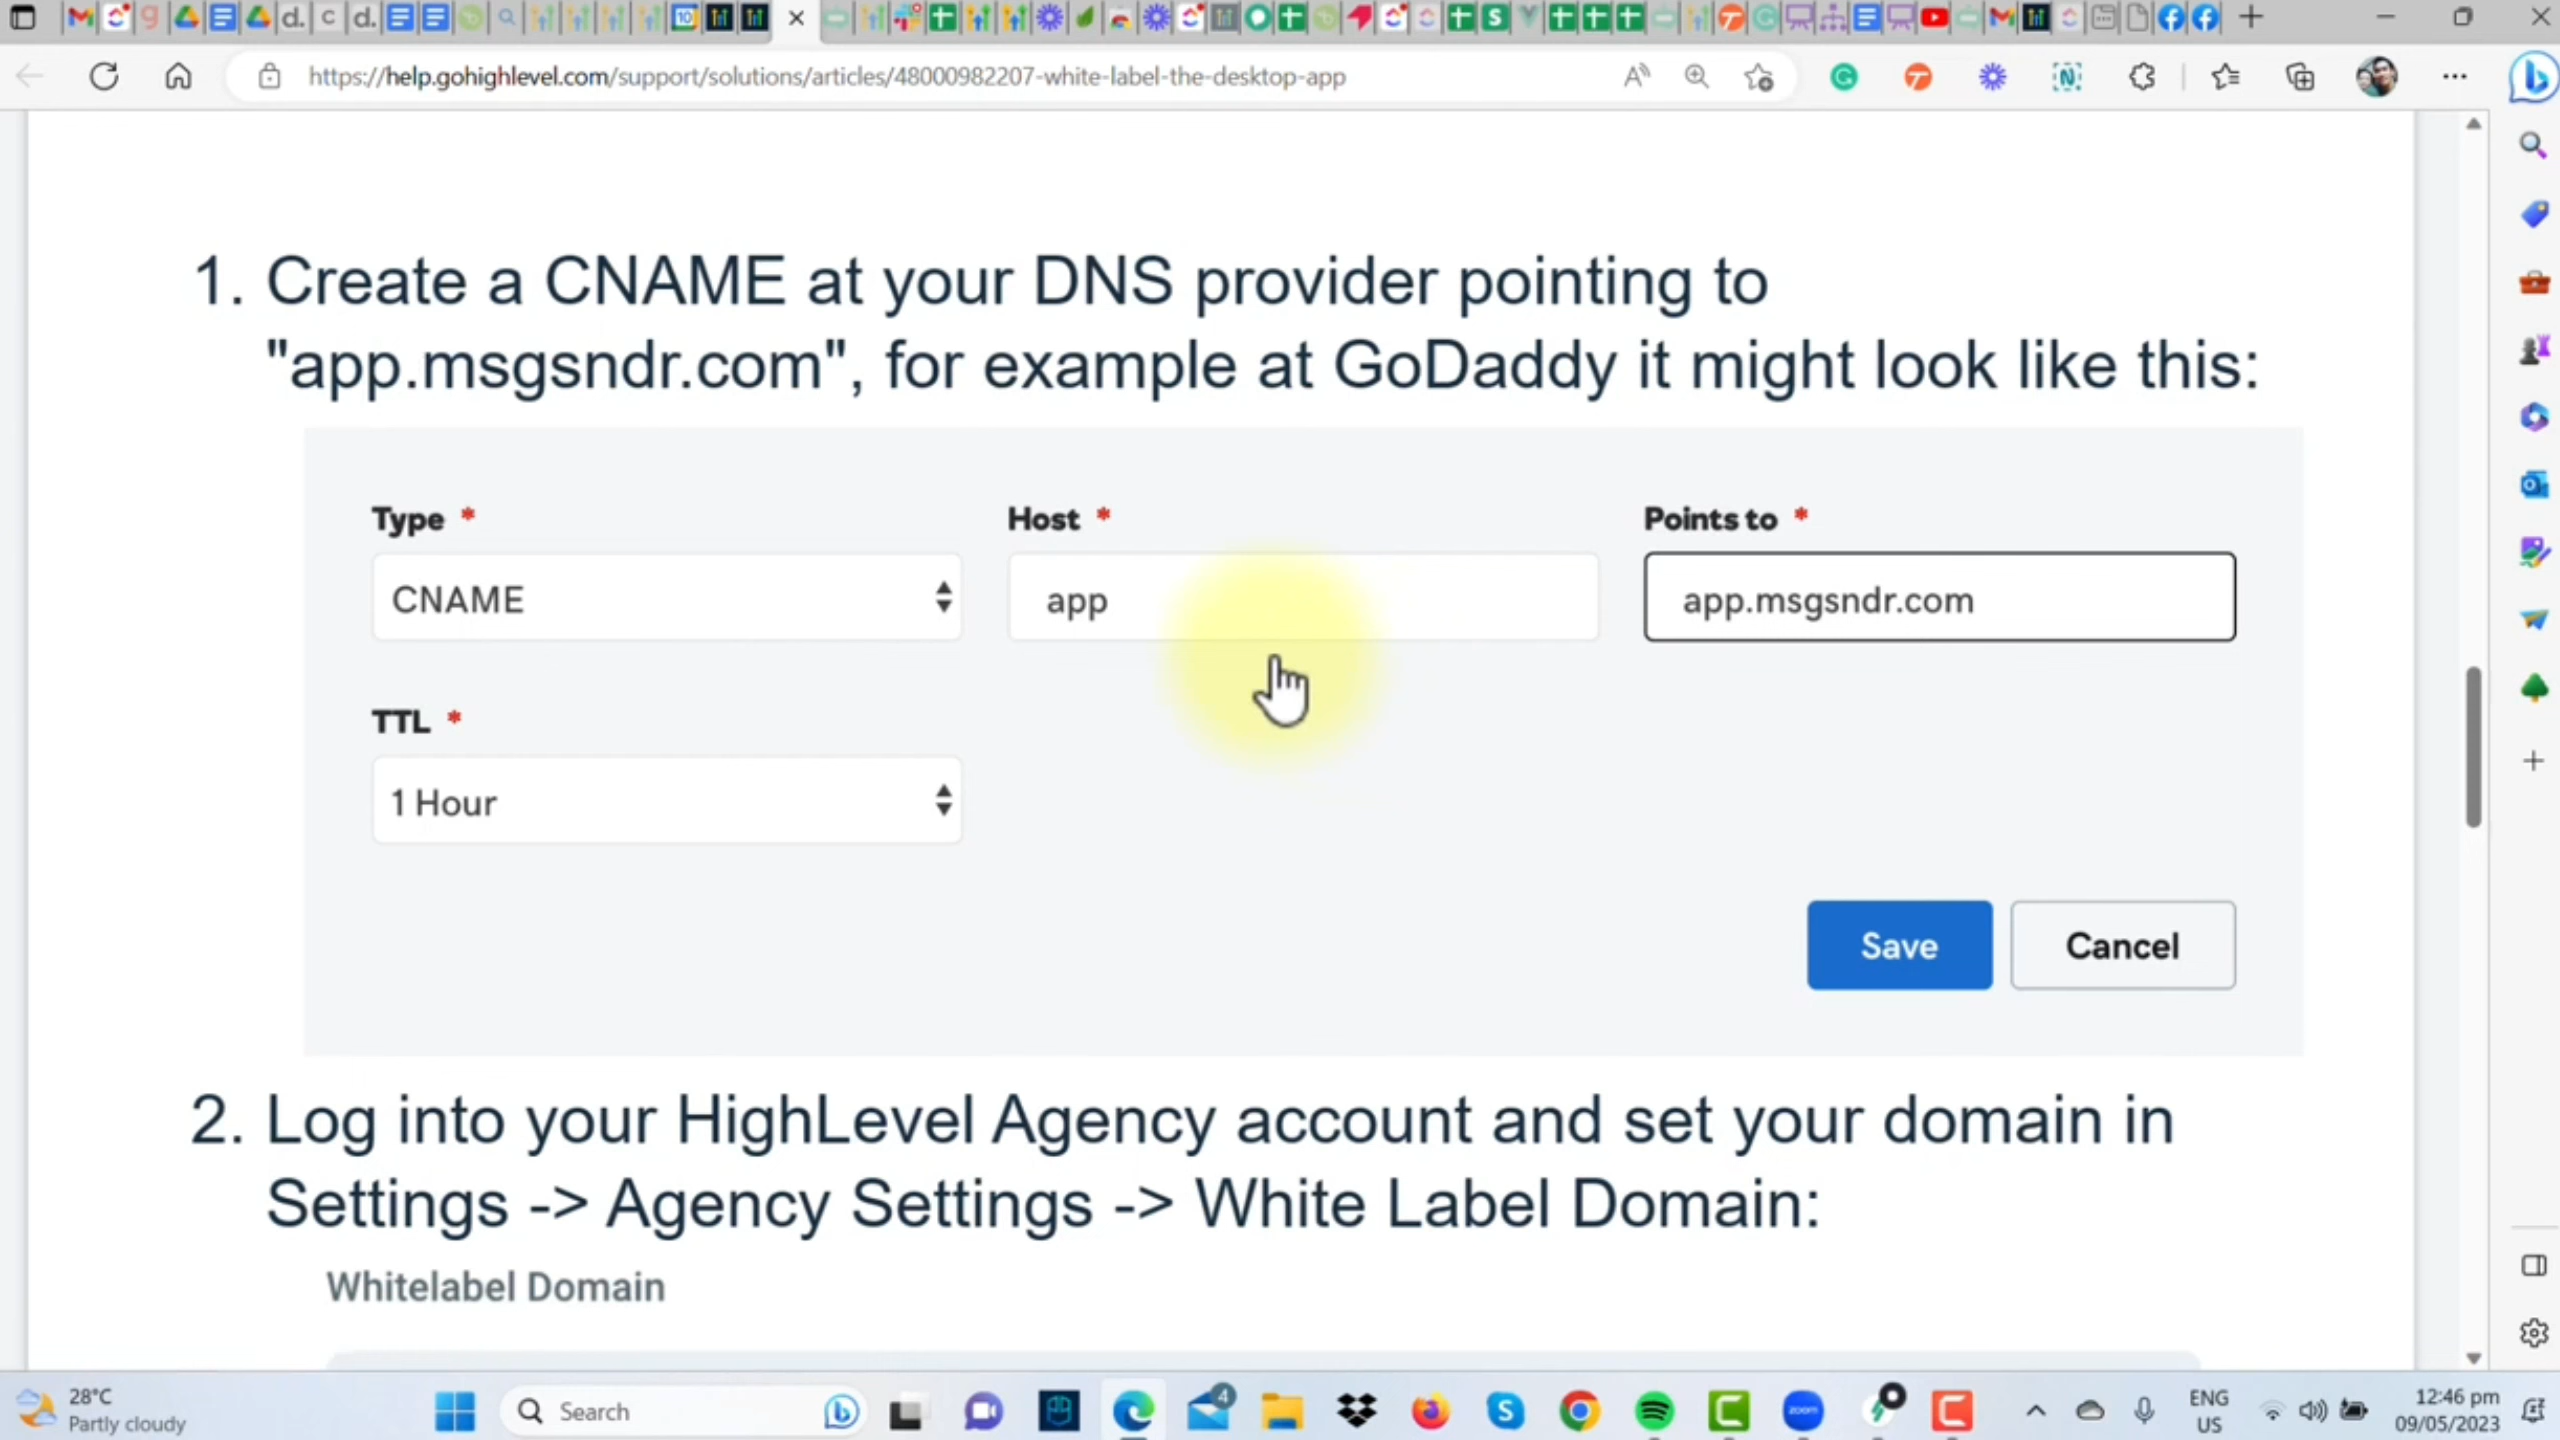 https://help.gohighlevel.com/support/solutions/articles/48000982207-white-label-the-desktop-app
1. Create a CNAME at your DNS provider pointing to
"app.msgsndr.com", for example at GoDaddy it might look like this:
Type * Host * Points to *
CNAME app app.msgsndr.com
TTL *
1 Hour
Save Cancel
2. Log into your HighLevel Agency account and set your domain in
Settings -> Agency Settings -> White Label Domain:
Whitelabel Domain
28°C
Partly cloudy
Search
4
zoom
ENG
US
12:46 pm
09/05/2023